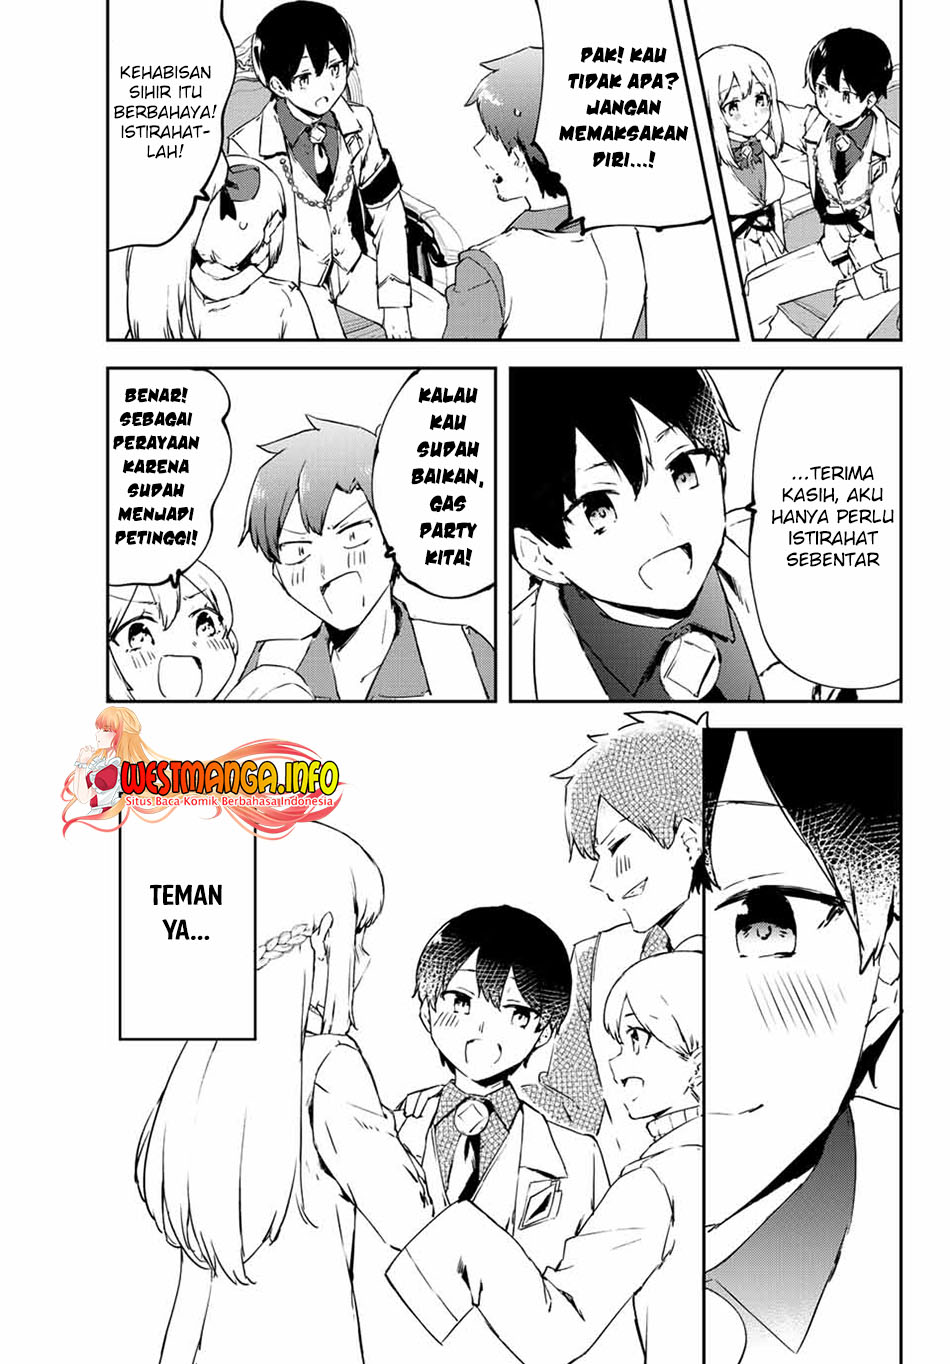 PAK! KAU
TIDAK APA?
JANGAN
MEMAKSAKAN
DIRI...!
KEHABISAN
SIHIR ITU
BERBAHAYA!
ISTIRAHAT-
LAH!
...TERIMA
KASIH, AKU
HANYA PERLU
ISTIRAHAT
SEBENTAR
KALAU
KAU
SUDAH
BAIKAN,
GAS
PARTY
KITA!
BENAR!
SEBAGAI
PERAYAAN
KARENA
SUDAH
MENJADI
PETINGGI!
WESTMANGA.INFO
Situs Baca Komik Berbahasa Indonesia
TEMAN
YA...